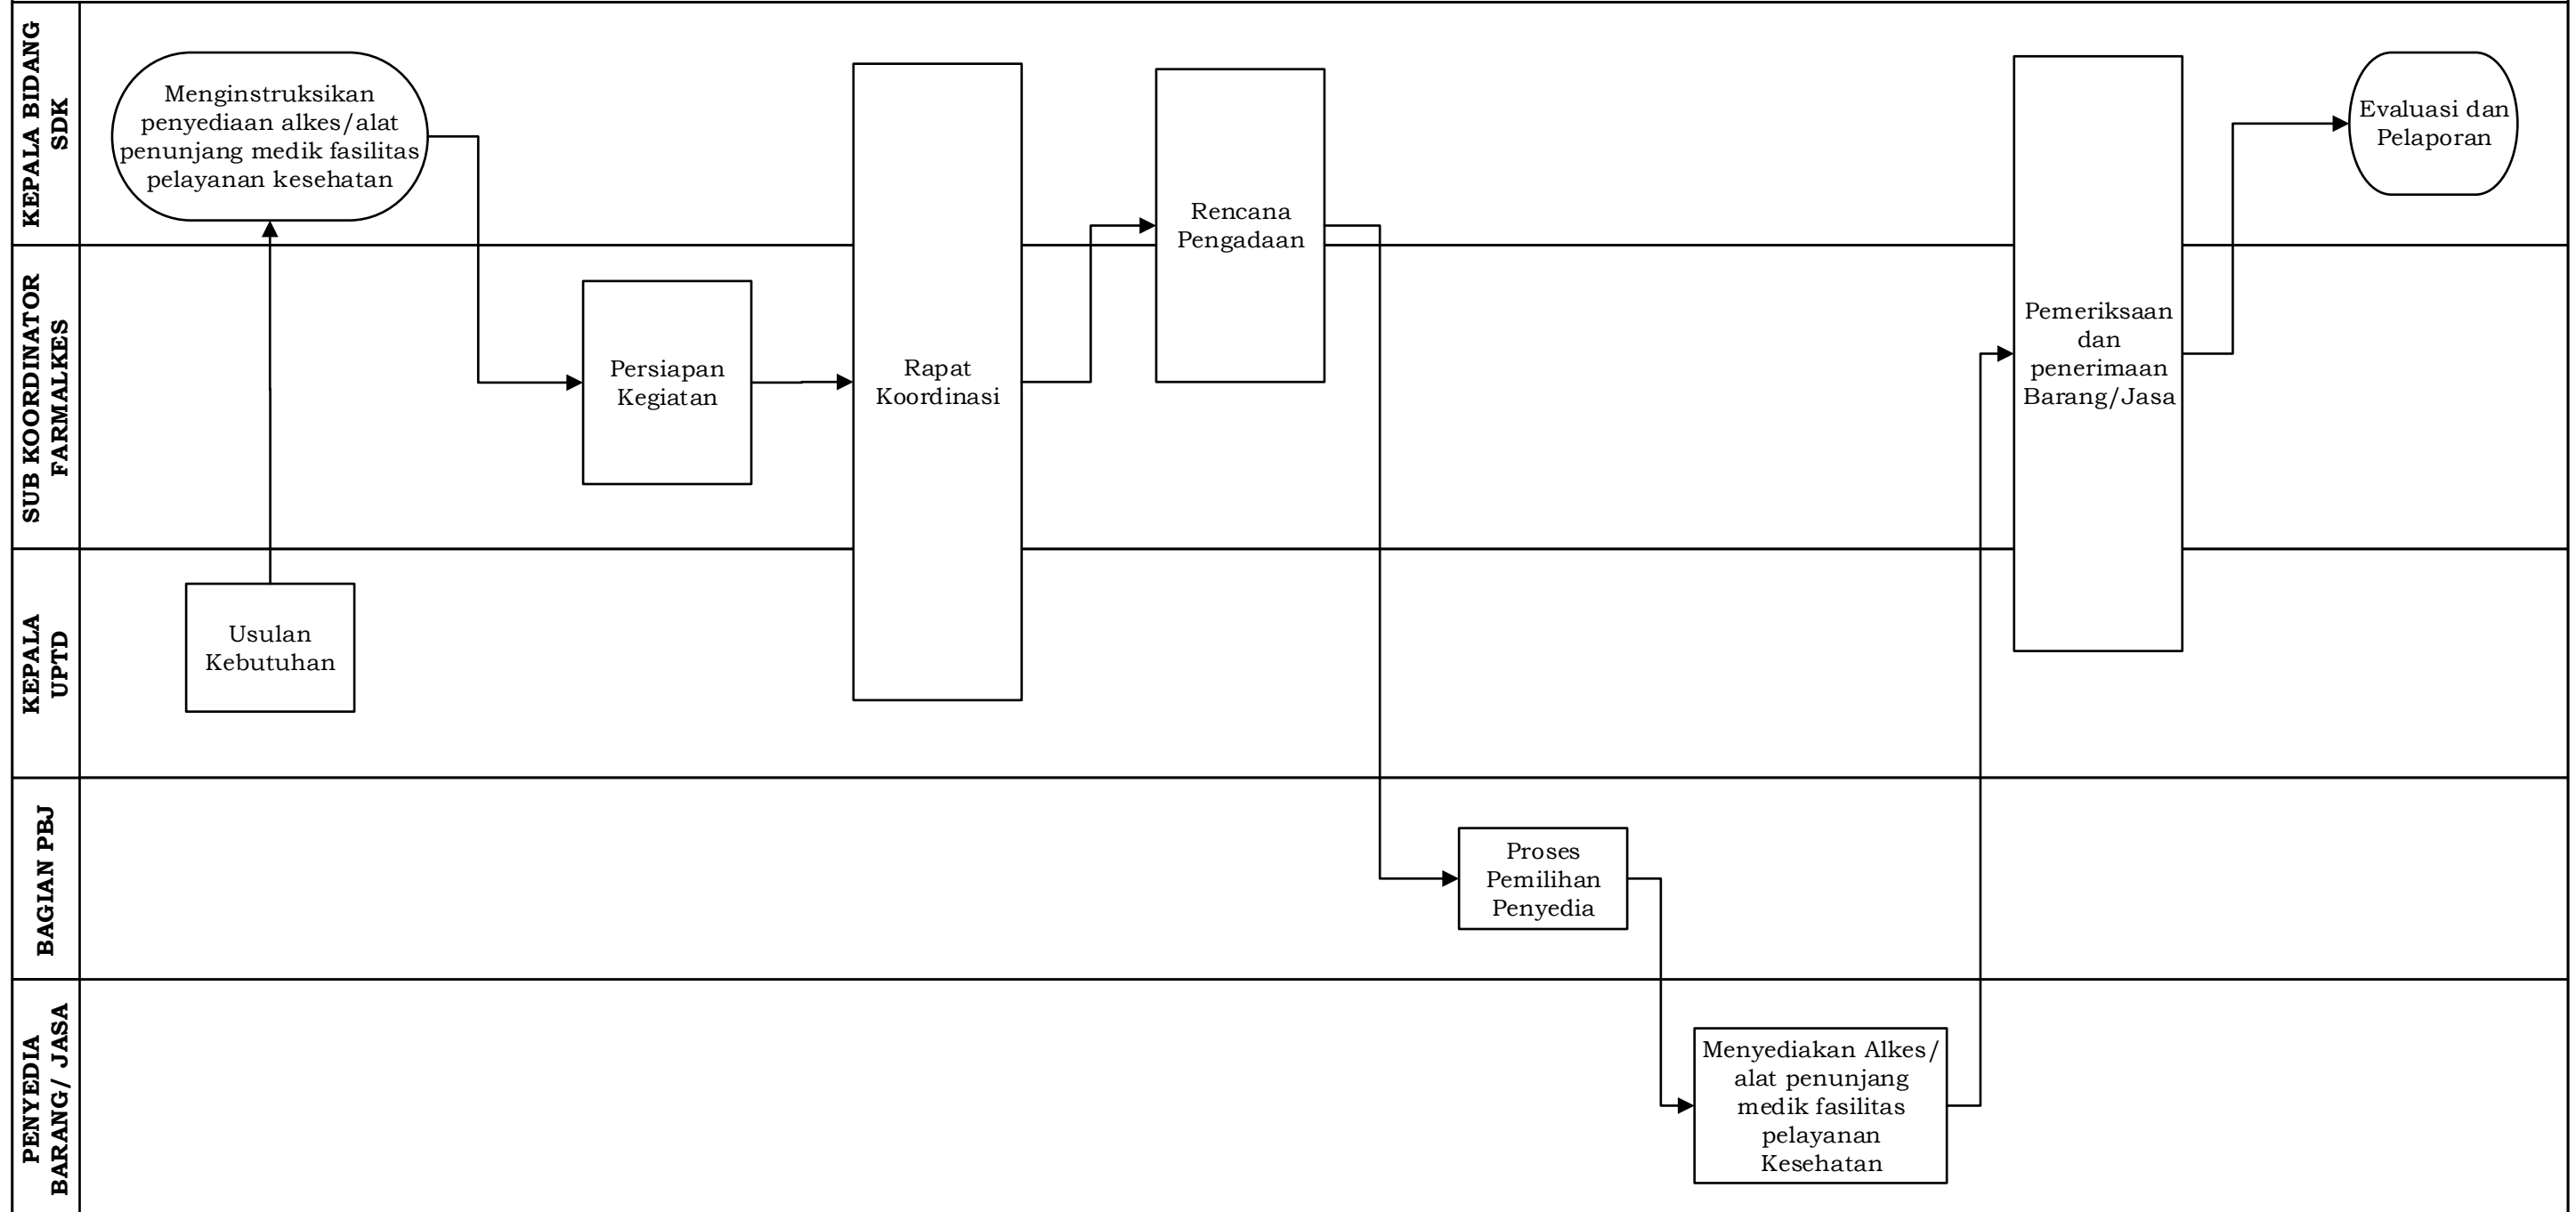 KEPALA BIDANG
SDK
Menginstruksikan
penyediaan alkes/alat
penunjang medik fasilitas
pelayanan kesehatan
Rencana
Pengadaan
Evaluasi dan
Pelaporan
SUB KOORDINATOR
FARMALKES
Persiapan
Kegiatan
Rapat
Koordinasi
Pemeriksaan
dan
penerimaan
Barang/Jasa
KEPALA
UPTD
Usulan
Kebutuhan
BAGIAN PBJ
Proses
Pemilihan
Penyedia
PENYEDIA
BARANG/ JASA
Menyediakan Alkes/
alat penunjang
medik fasilitas
pelayanan
Kesehatan